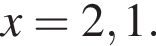 x = 2, 1.